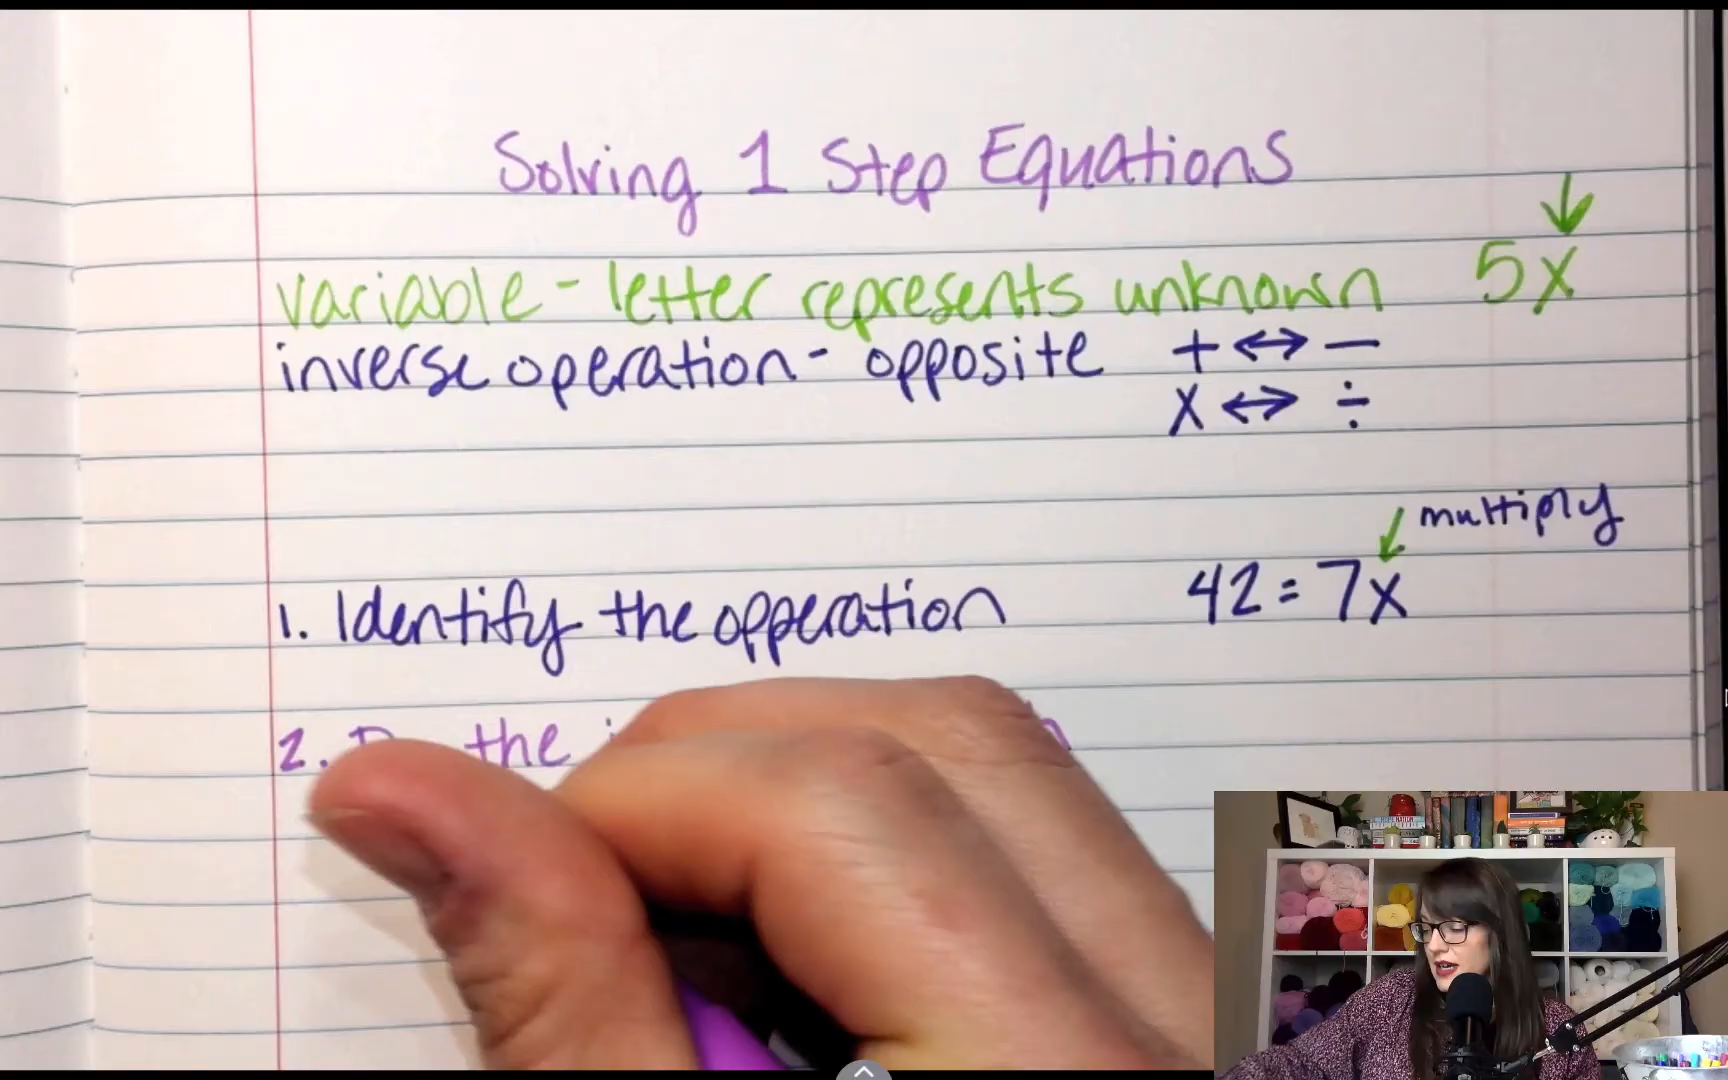 Solving 1 Step Equations
variable - letter represents unknown 5x
inverse operation - opposite + ↔ −
x ↔ ÷
multiply
1. Identify the opperation 42 = 7x
2. the